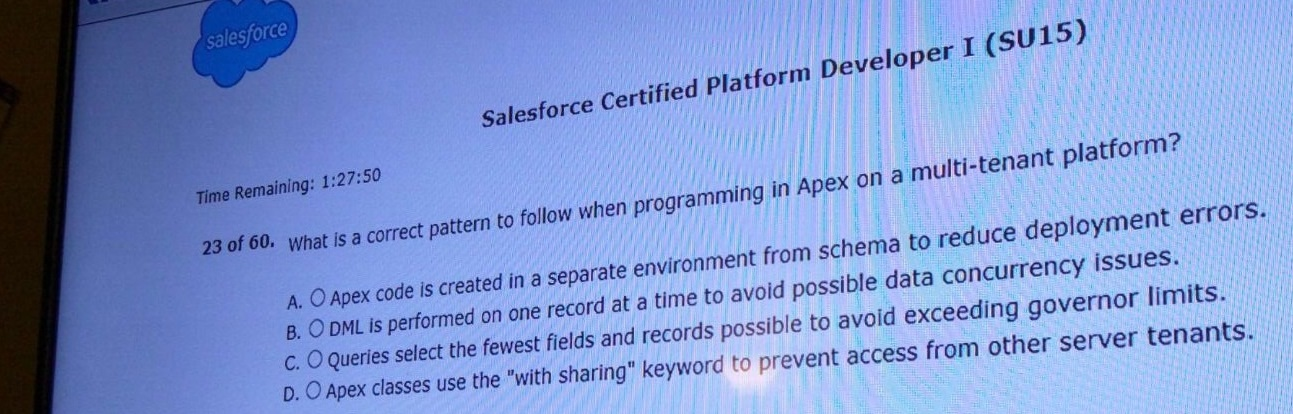 salesforce
Salesforce Certified Platform Developer I (SU15)
Time Remaining: 1:27:50
23 of 60. What is a correct pattern to follow when programming in Apex on a multi-tenant platform?
A. Apex code is created in a separate environment from schema to reduce deployment errors.
B. DML is performed on one record at a time to avoid possible data concurrency issues.
C. Queries select the fewest fields and records possible to avoid exceeding governor limits.
D. Apex classes use the "with sharing" keyword to prevent access from other server tenants.